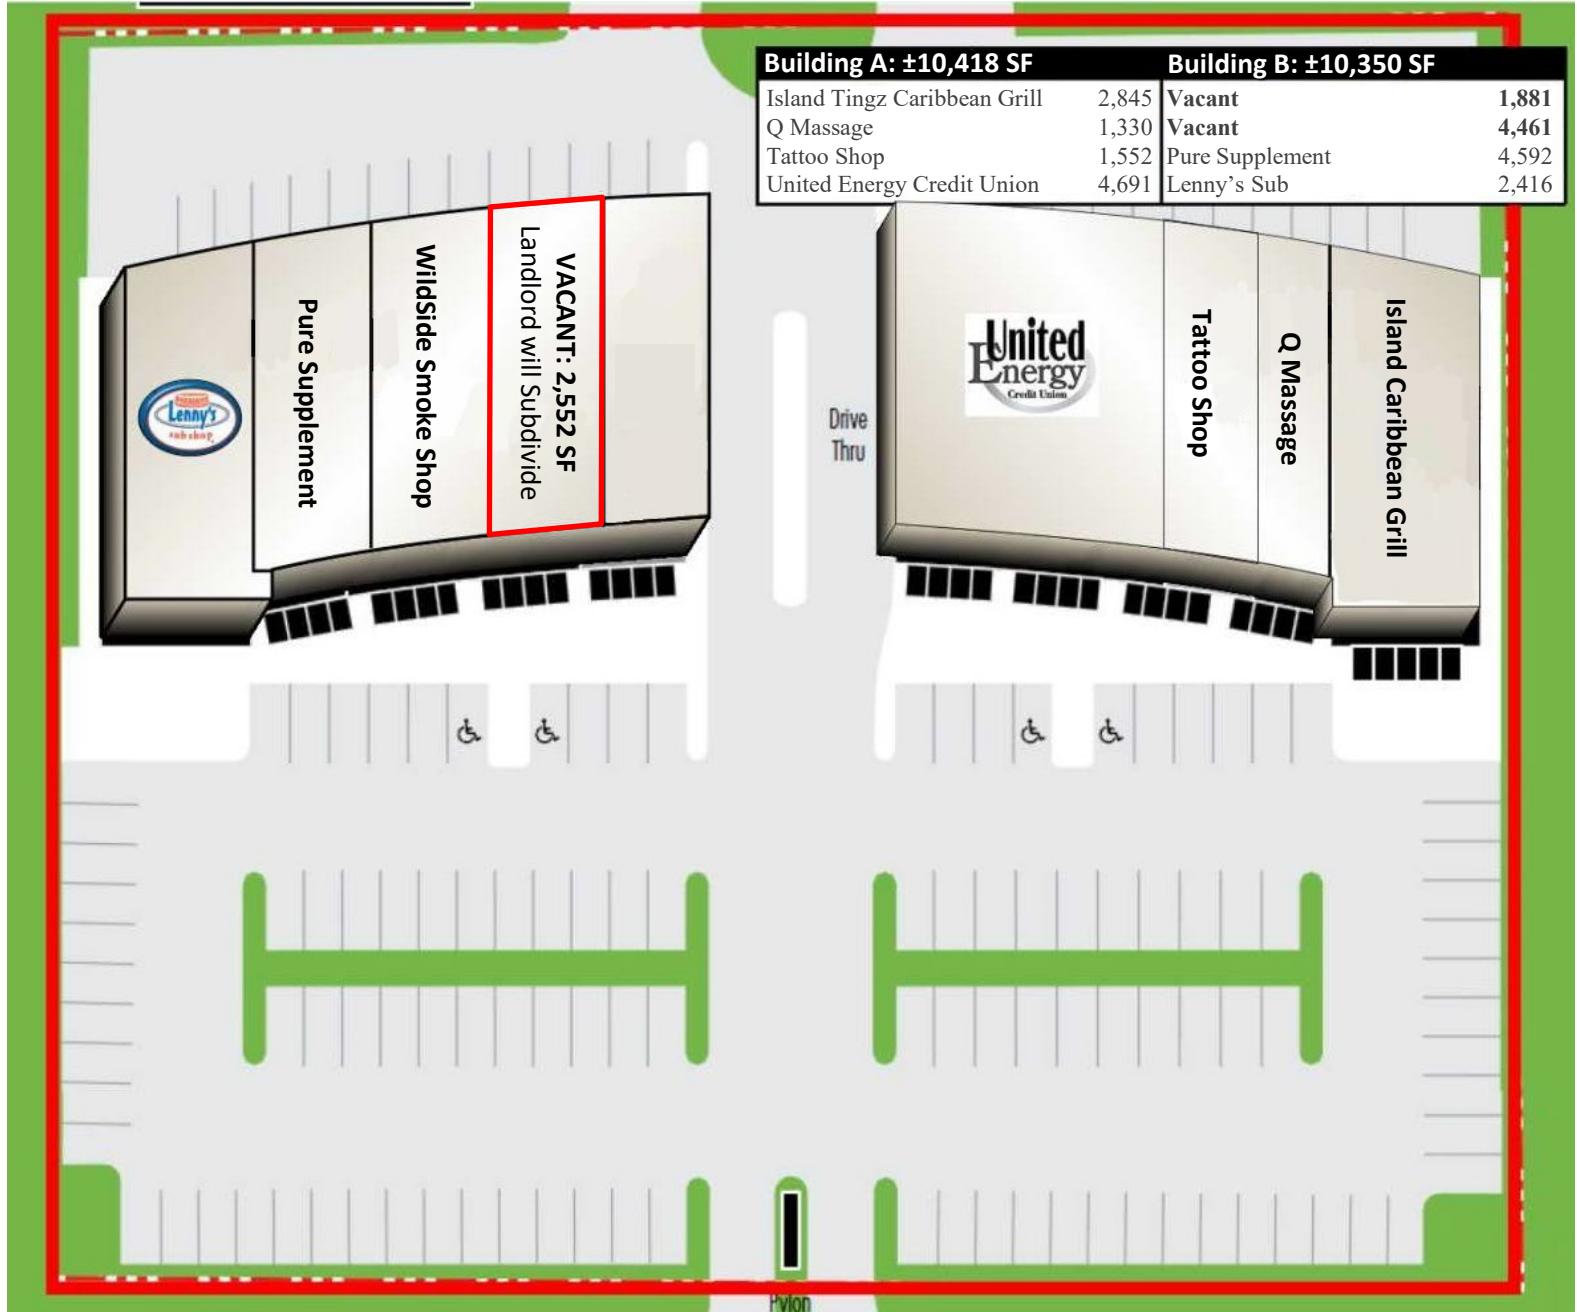 Building A: ±10,418 SF Building B: ±10,350 SF
Island Tingz Caribbean Grill 2,845 Vacant 1,881
Q Massage 1,330 Vacant 4,461
Tattoo Shop 1,552 Pure Supplement 4,592
United Energy Credit Union 4,691 Lenny's Sub 2,416
Lenny's
sub shop
Pure Supplement
WildSide Smoke Shop
VACANT: 2,552 SF
Landlord will Subdivide
Drive
Thru
United
Energy
Credit Union
Tattoo Shop
Q Massage
Island Caribbean Grill
Pylon